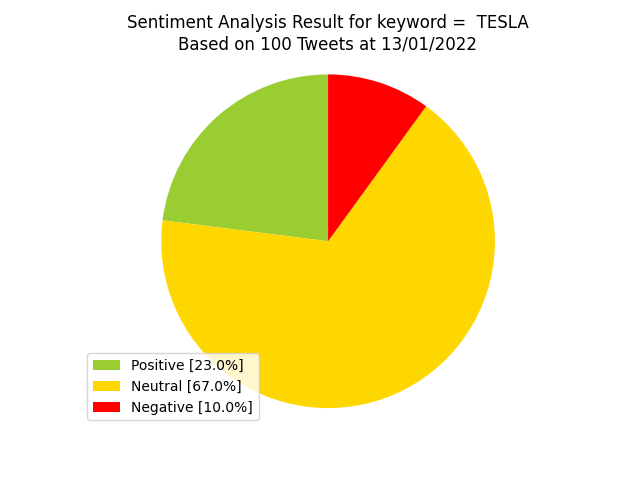 Sentiment Analysis Result for keyword =  TESLA
Based on 100 Tweets at 13/01/2022
Positive [23.0%]
Neutral [67.0%]
Negative [10.0%]